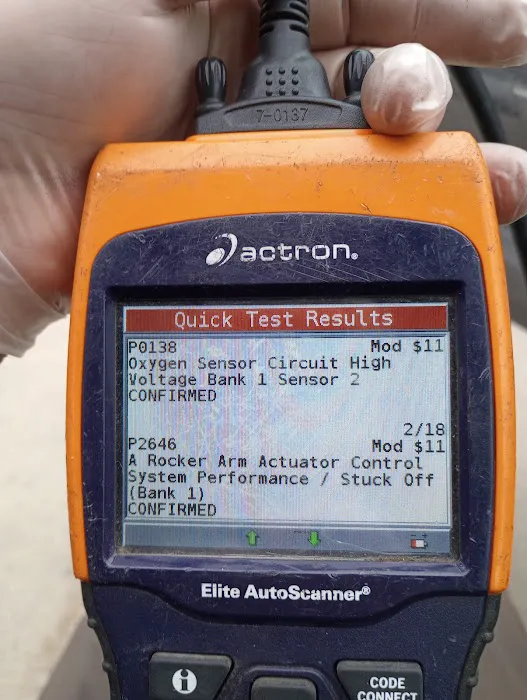 7-0137
actron®
Quick Test Results
P0138 Mod $11
Oxygen Sensor Circuit High
Voltage Bank 1 Sensor 2
CONFIRMED
2/18
P2646 Mod $11
A Rocker Arm Actuator Control
System Performance / Stuck Off
(Bank 1)
CONFIRMED
Elite AutoScanner®
i
CODE
CONNECT